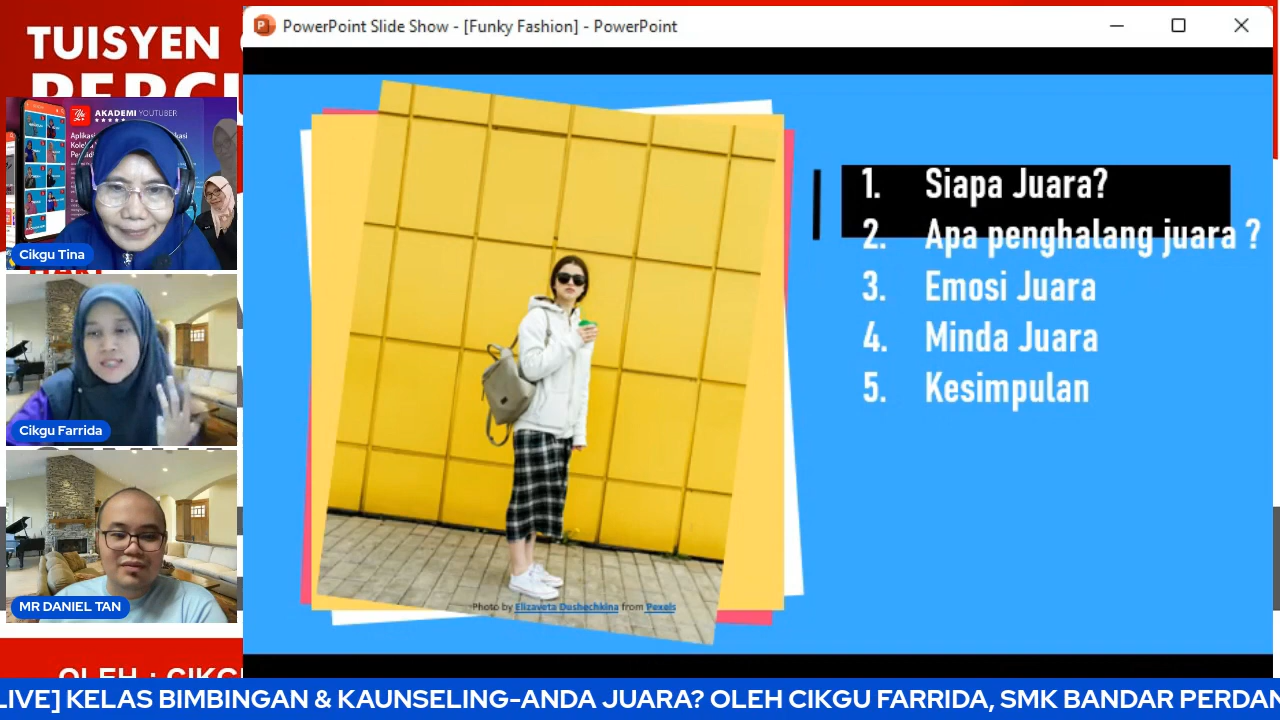 TUISYEN
PowerPoint Slide Show - [Funky Fashion] - PowerPoint
AKADEMI YOUTUBER
Cikgu Tina
Cikgu Farrida
MR DANIEL TAN
1. Siapa Juara?
2. Apa penghalang juara ?
3. Emosi Juara
4. Minda Juara
5. Kesimpulan
Photo by Elizaveta Dushechkina from Pexels
OLEH : CIKG
LIVE] KELAS BIMBINGAN & KAUNSELING-ANDA JUARA? OLEH CIKGU FARRIDA, SMK BANDAR PERDAN